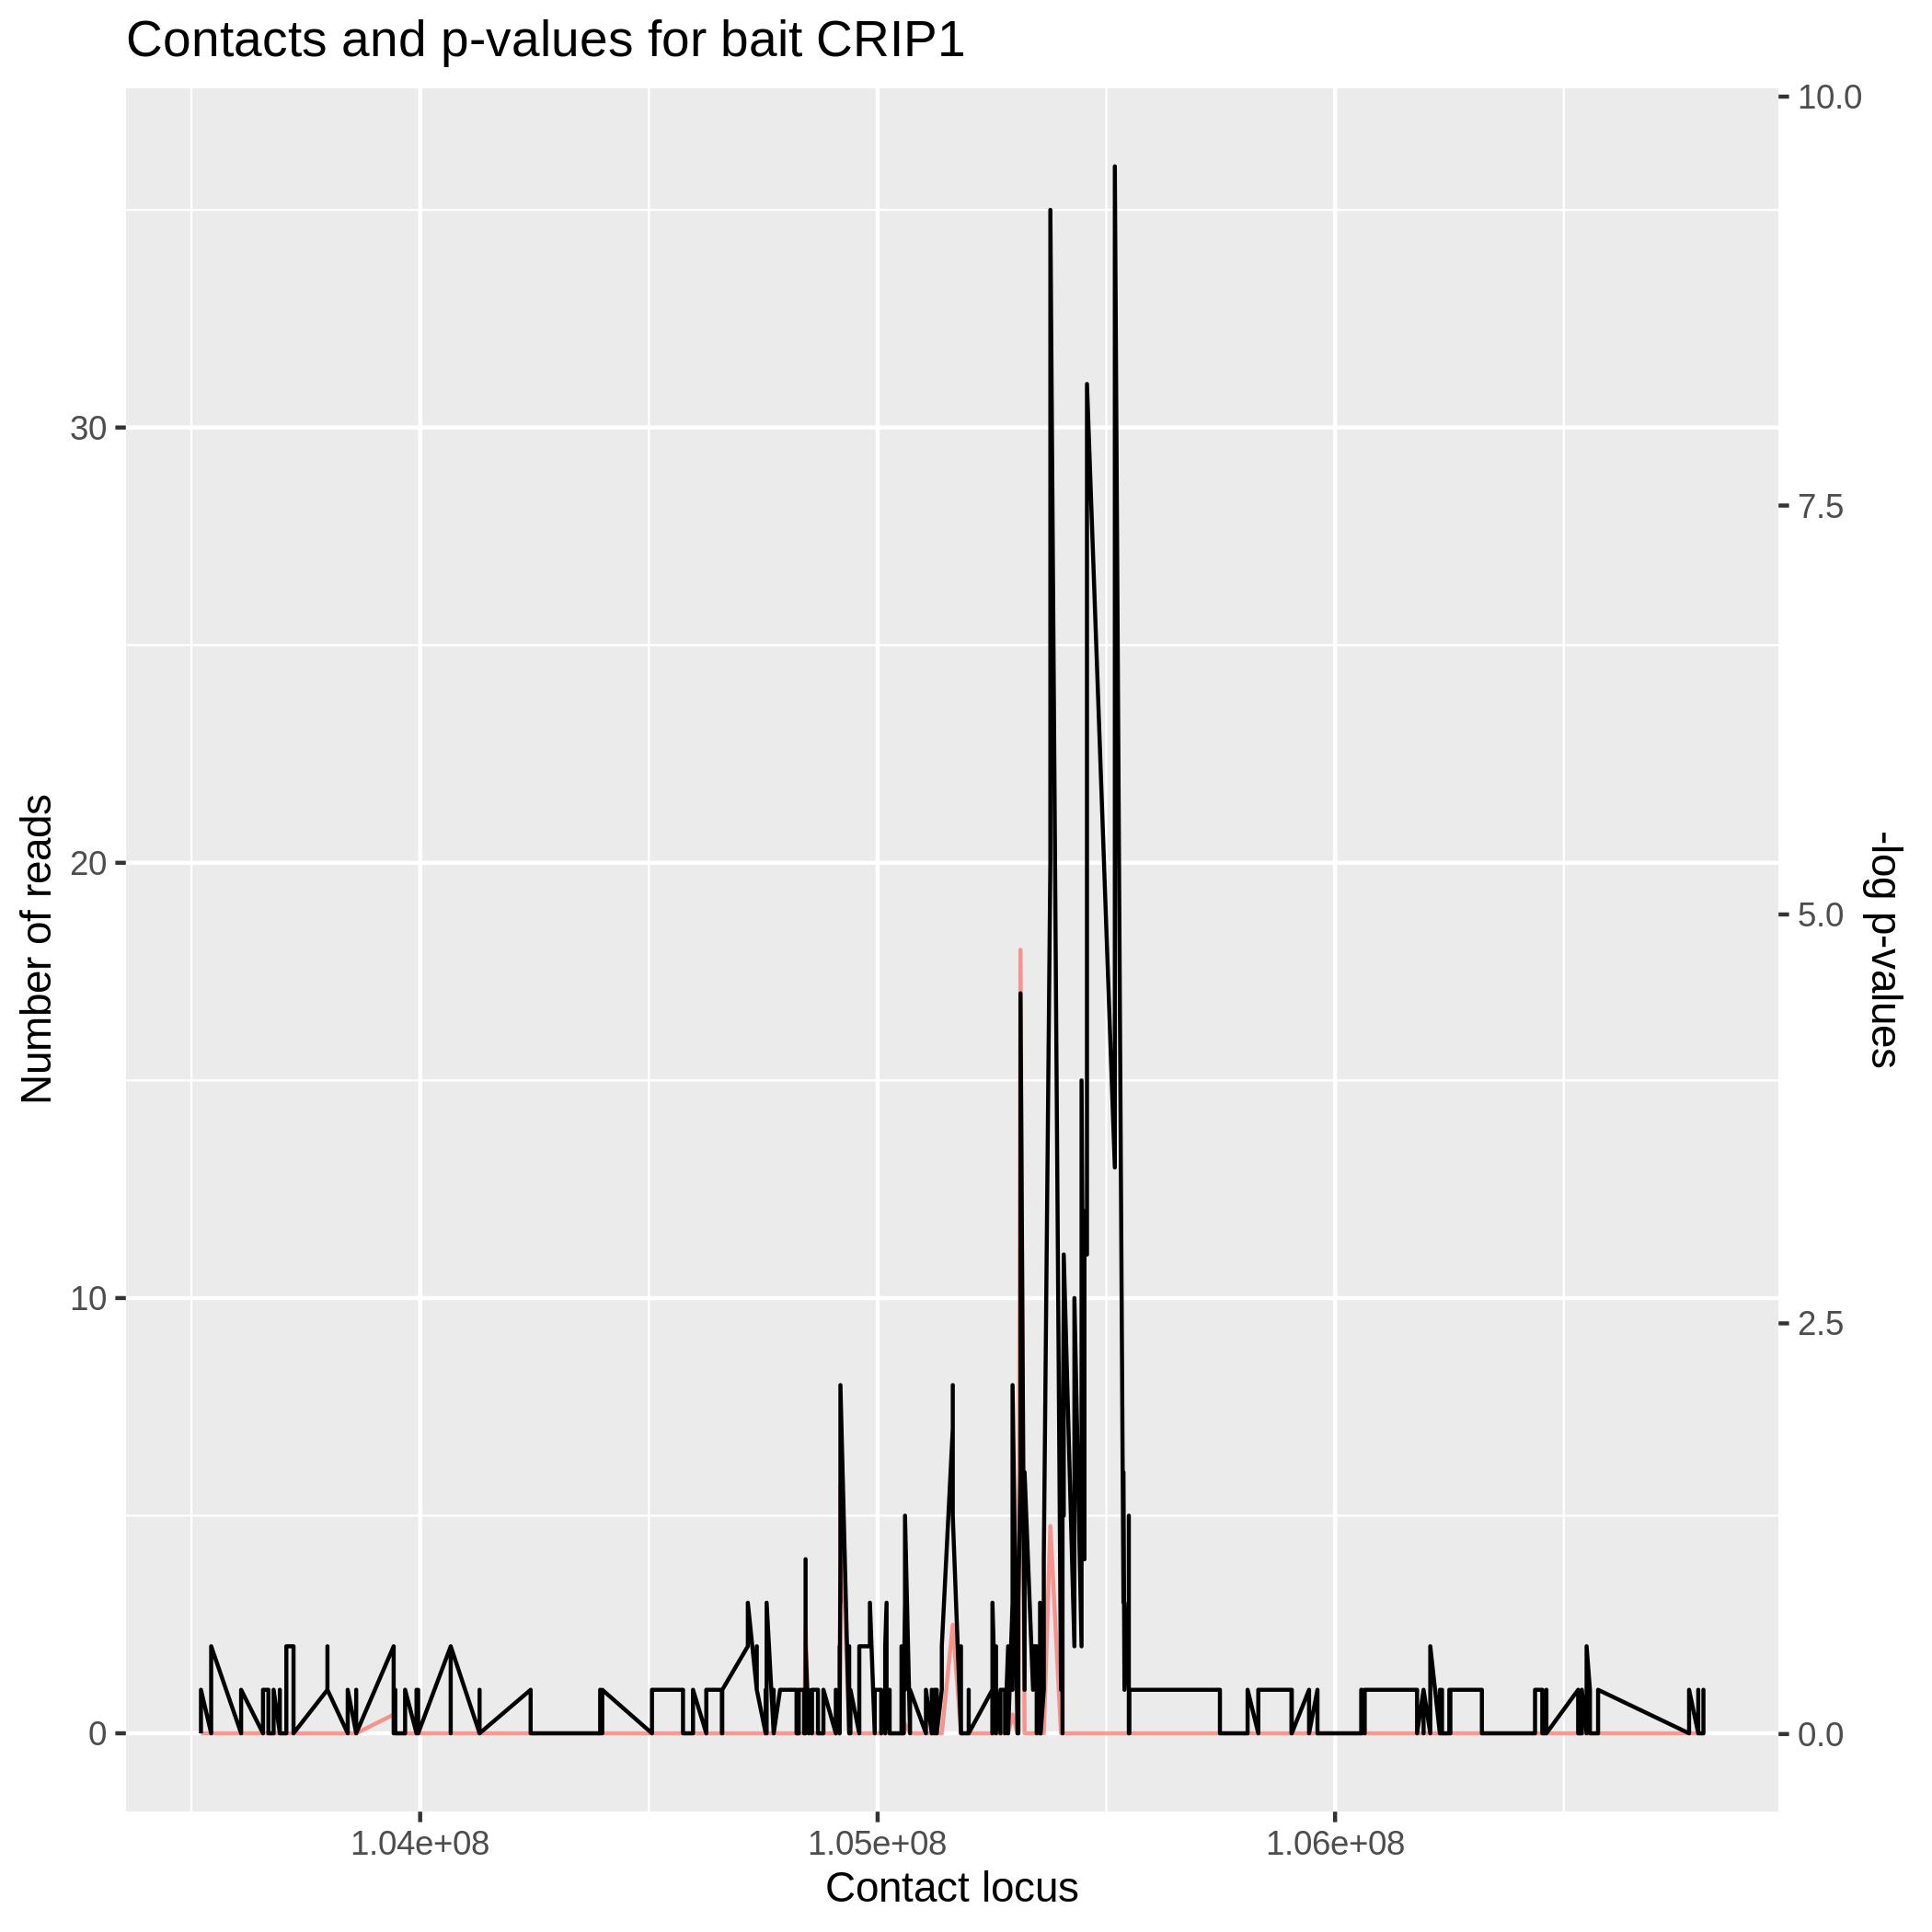 Contacts and p-values for bait CRIP1
10.0
30
7.5
20
5.0
Number of reads
-log p-values
10
2.5
0
0.0
1.04e+08
1.05e+08
1.06e+08
Contact locus